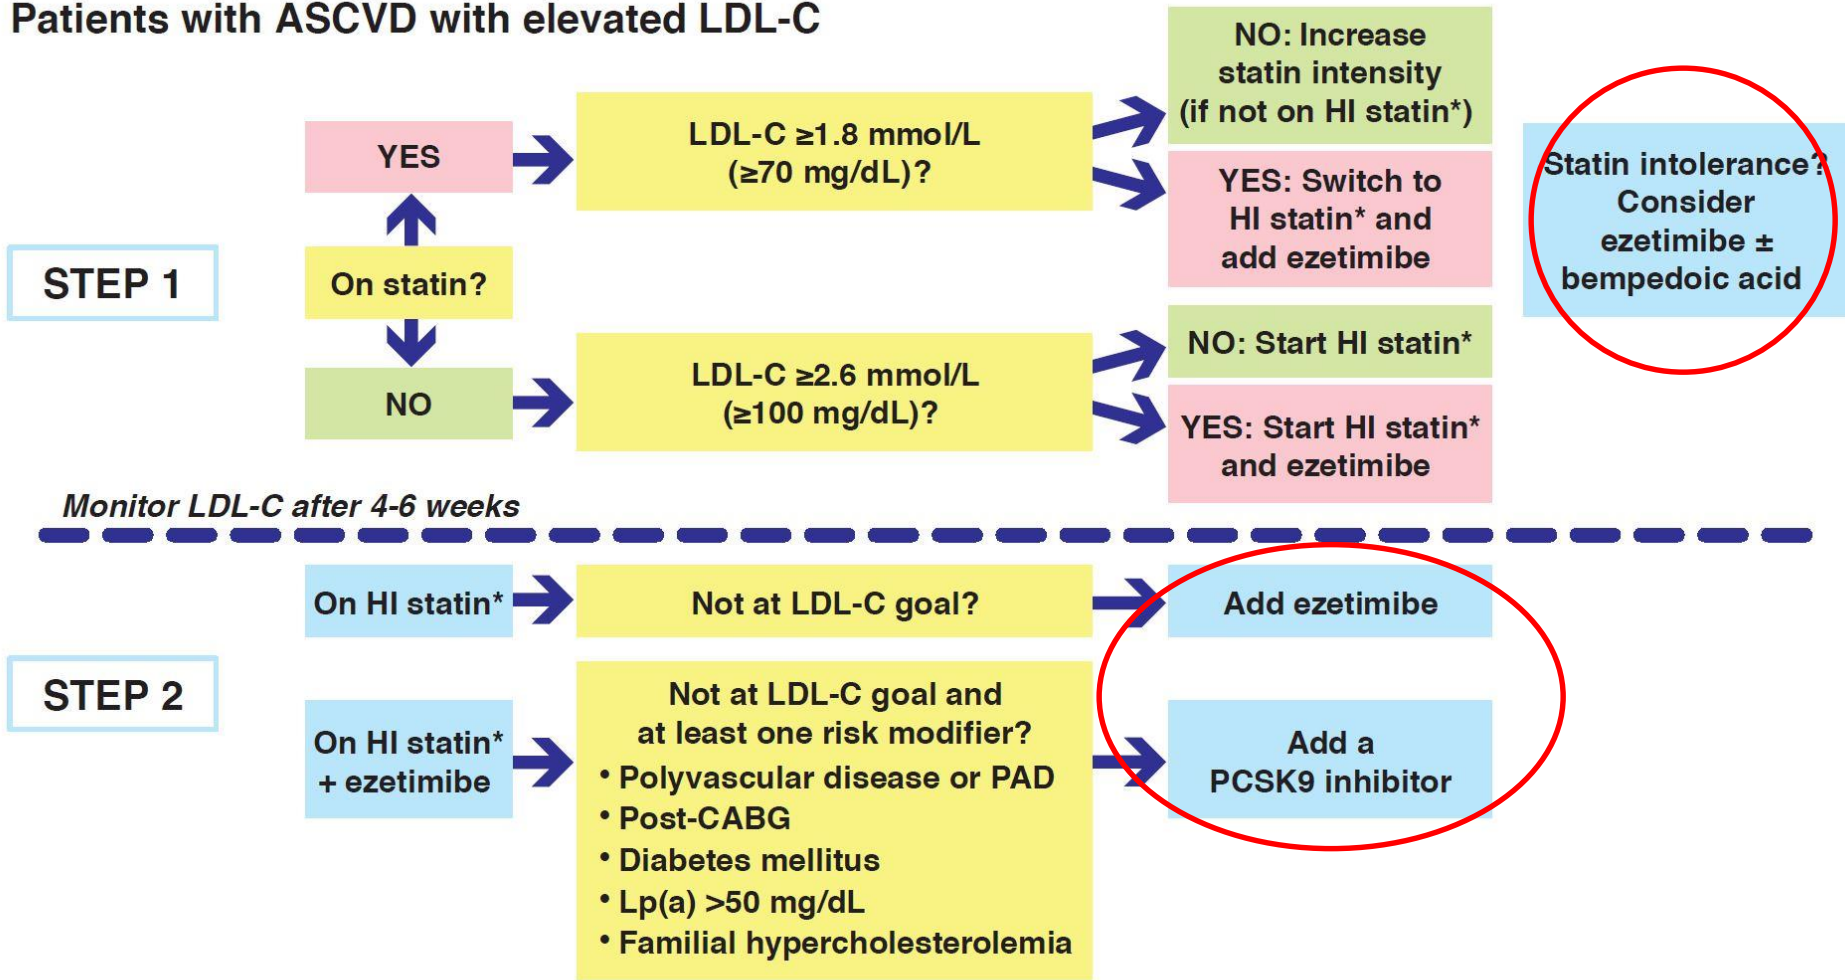 Patients with ASCVD with elevated LDL-C
STEP 1
On statin?
YES
LDL-C ≥1.8 mmol/L
(≥70 mg/dL)?
NO: Increase
statin intensity
(if not on HI statin*)
YES: Switch to
HI statin* and
add ezetimibe
NO
LDL-C ≥2.6 mmol/L
(≥100 mg/dL)?
NO: Start HI statin*
YES: Start HI statin*
and ezetimibe
Statin intolerance?
Consider
ezetimibe ±
bempedoic acid
Monitor LDL-C after 4-6 weeks
STEP 2
On HI statin*
Not at LDL-C goal?
Add ezetimibe
On HI statin*
+ ezetimibe
Not at LDL-C goal and
at least one risk modifier?
• Polyvascular disease or PAD
• Post-CABG
• Diabetes mellitus
• Lp(a) >50 mg/dL
• Familial hypercholesterolemia
Add a
PCSK9 inhibitor